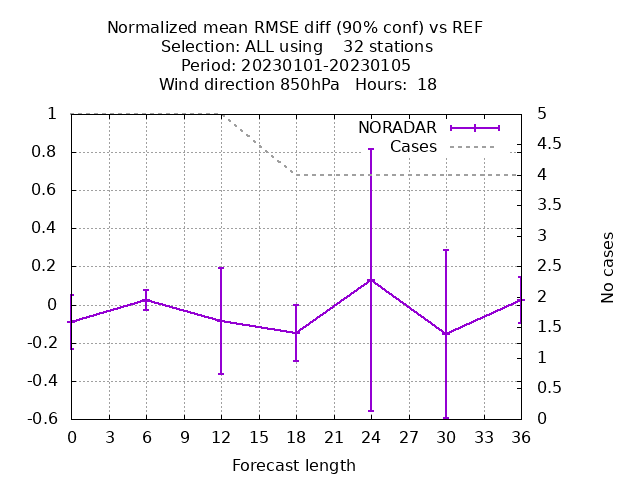 Normalized mean RMSE diff (90% conf) vs REF
Selection: ALL using    32 stations
Period: 20230101-20230105
Wind direction 850hPa   Hours:  18
NORADAR
Cases
1
0.8
0.6
0.4
0.2
0
-0.2
-0.4
-0.6
5
4.5
4
3.5
3
2.5
2
1.5
1
0.5
0
No cases
0 3 6 9 12 15 18 21 24 27 30 33 36
Forecast length